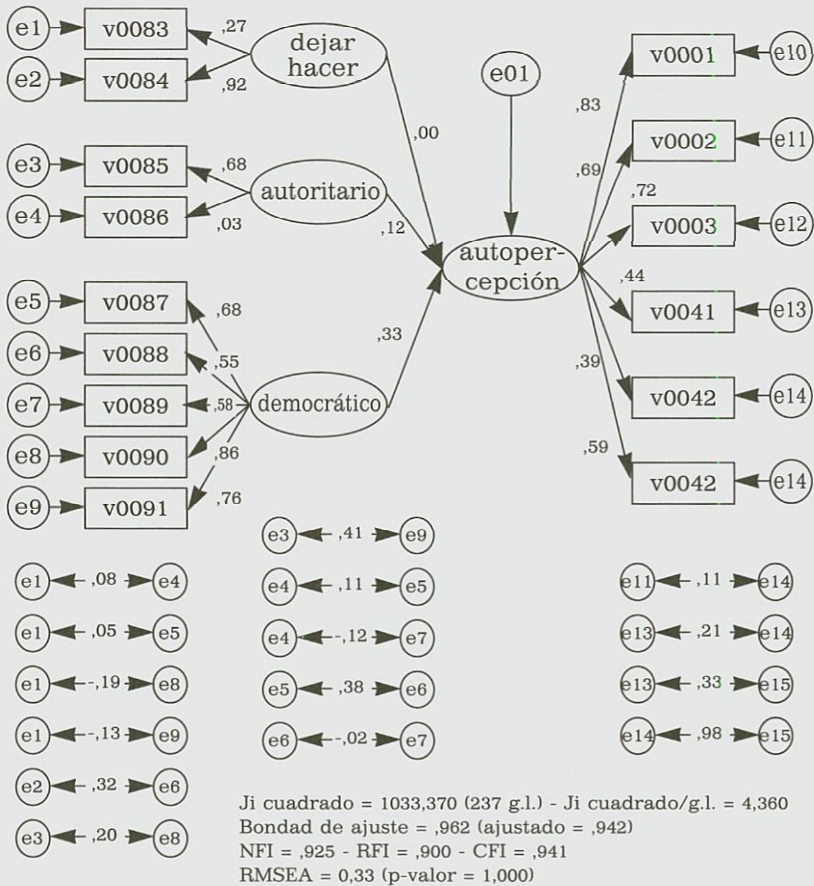 e1 v0083 ,27
e2 v0084 ,92
dejar
hacer
e3 v0085 ,68
e4 v0086 ,03
autoritario
e5 v0087 ,68
e6 v0088 ,55
e7 v0089 ,58
e8 v0090 ,86
e9 v0091 ,76
democrático
,00
,12
,33
e01
autoper-
cepción
,83 v0001 e10
,69 v0002 e11
,72 v0003 e12
,44 v0041 e13
,39 v0042 e14
,59 v0042 e14
e1 ,08 e4
e1 ,05 e5
e1 -,19 e8
e1 -,13 e9
e2 ,32 e6
e3 ,20 e8
e3 ,41 e9
e4 ,11 e5
e4 -,12 e7
e5 ,38 e6
e6 -,02 e7
e11 ,11 e14
e13 ,21 e14
e13 ,33 e15
e14 ,98 e15
Ji cuadrado = 1033,370 (237 g.l.) - Ji cuadrado/g.l. = 4,360
Bondad de ajuste = ,962 (ajustado = ,942)
NFI = ,925 - RFI = ,900 - CFI = ,941
RMSEA = 0,33 (p-valor = 1,000)